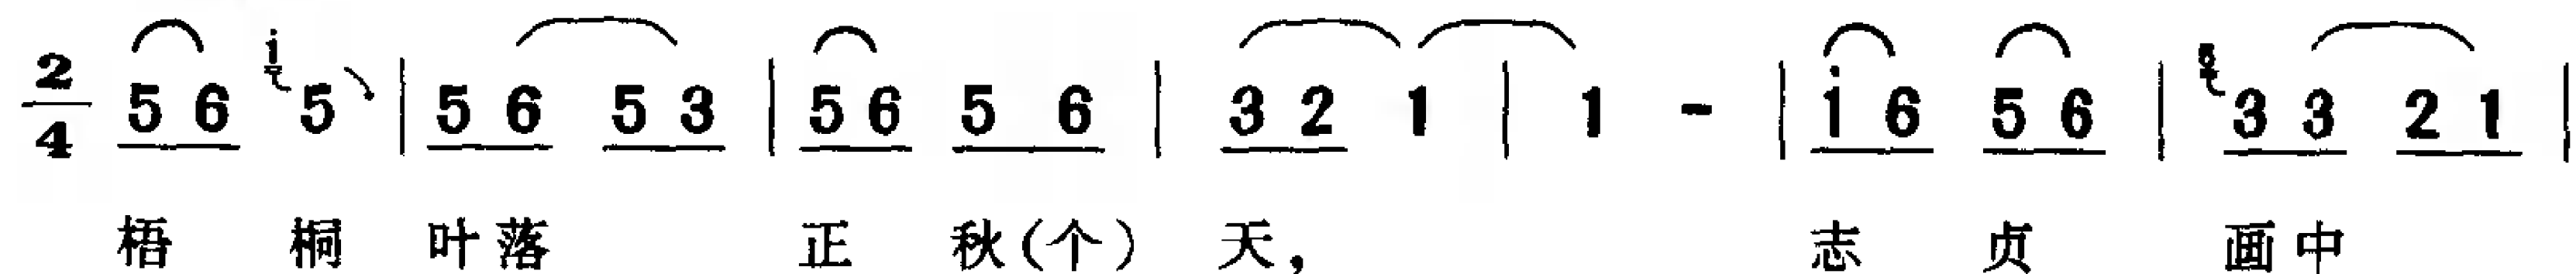 2/4 5 6 i 5 | 5 6 5 3 | 5 6 5 6 | 3 2 1 | 1 - | i 6 5 6 | 3 3 2 1 |
梧 桐 叶落 正 秋(个) 天, 志 贞 画中